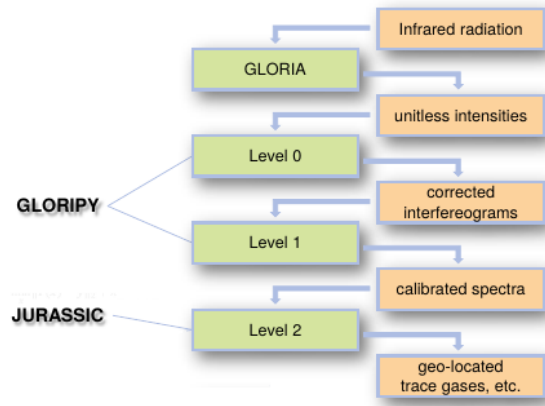 Infrared radiation
GLORIA
unitless intensities
Level 0
GLORIPY
corrected
interfereograms
Level 1
calibrated spectra
JURASSIC
Level 2
geo-located
trace gases, etc.